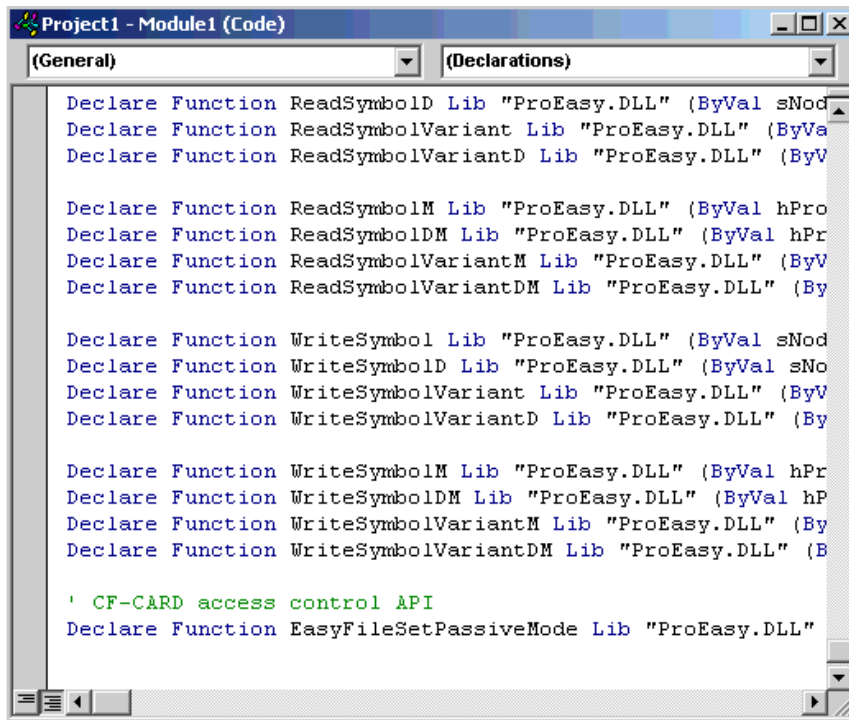 Project1 - Module1 (Code)
(General) (Declarations)
Declare Function ReadSymbolD Lib "ProEasy.DLL" (ByVal sNod
Declare Function ReadSymbolVariant Lib "ProEasy.DLL" (ByVa
Declare Function ReadSymbolVariantD Lib "ProEasy.DLL" (ByV
Declare Function ReadSymbolM Lib "ProEasy.DLL" (ByVal hPro
Declare Function ReadSymbolDM Lib "ProEasy.DLL" (ByVal hPr
Declare Function ReadSymbolVariantM Lib "ProEasy.DLL" (ByV
Declare Function ReadSymbolVariantDM Lib "ProEasy.DLL" (By
Declare Function WriteSymbol Lib "ProEasy.DLL" (ByVal sNod
Declare Function WriteSymbolD Lib "ProEasy.DLL" (ByVal sNo
Declare Function WriteSymbolVariant Lib "ProEasy.DLL" (ByV
Declare Function WriteSymbolVariantD Lib "ProEasy.DLL" (By
Declare Function WriteSymbolM Lib "ProEasy.DLL" (ByVal hPr
Declare Function WriteSymbolDM Lib "ProEasy.DLL" (ByVal hP
Declare Function WriteSymbolVariantM Lib "ProEasy.DLL" (By
Declare Function WriteSymbolVariantDM Lib "ProEasy.DLL" (B
' CF-CARD access control API
Declare Function EasyFileSetPassiveMode Lib "ProEasy.DLL"